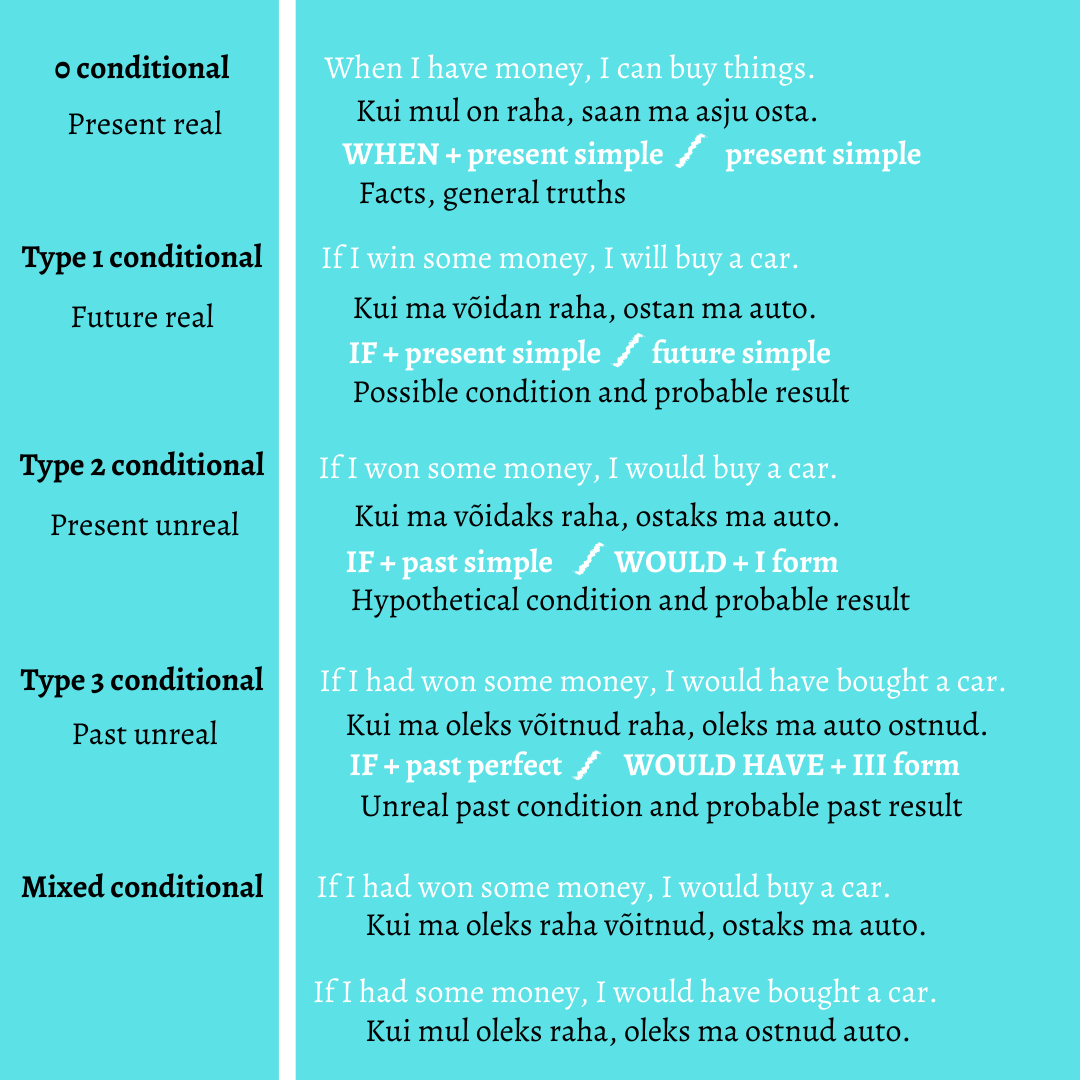 0 conditional
Present real
When I have money, I can buy things.
Kui mul on raha, saan ma asju osta.
WHEN + present simple / present simple
Facts, general truths
Type 1 conditional
Future real
If I win some money, I will buy a car.
Kui ma võidan raha, ostan ma auto.
IF + present simple / future simple
Possible condition and probable result
Type 2 conditional
Present unreal
If I won some money, I would buy a car.
Kui ma võidaks raha, ostaks ma auto.
IF + past simple / WOULD + I form
Hypothetical condition and probable result
Type 3 conditional
Past unreal
If I had won some money, I would have bought a car.
Kui ma oleks võitnud raha, oleks ma auto ostnud.
IF + past perfect / WOULD HAVE + III form
Unreal past condition and probable past result
Mixed conditional
If I had won some money, I would buy a car.
Kui ma oleks raha võitnud, ostaks ma auto.
If I had some money, I would have bought a car.
Kui mul oleks raha, oleks ma ostnud auto.